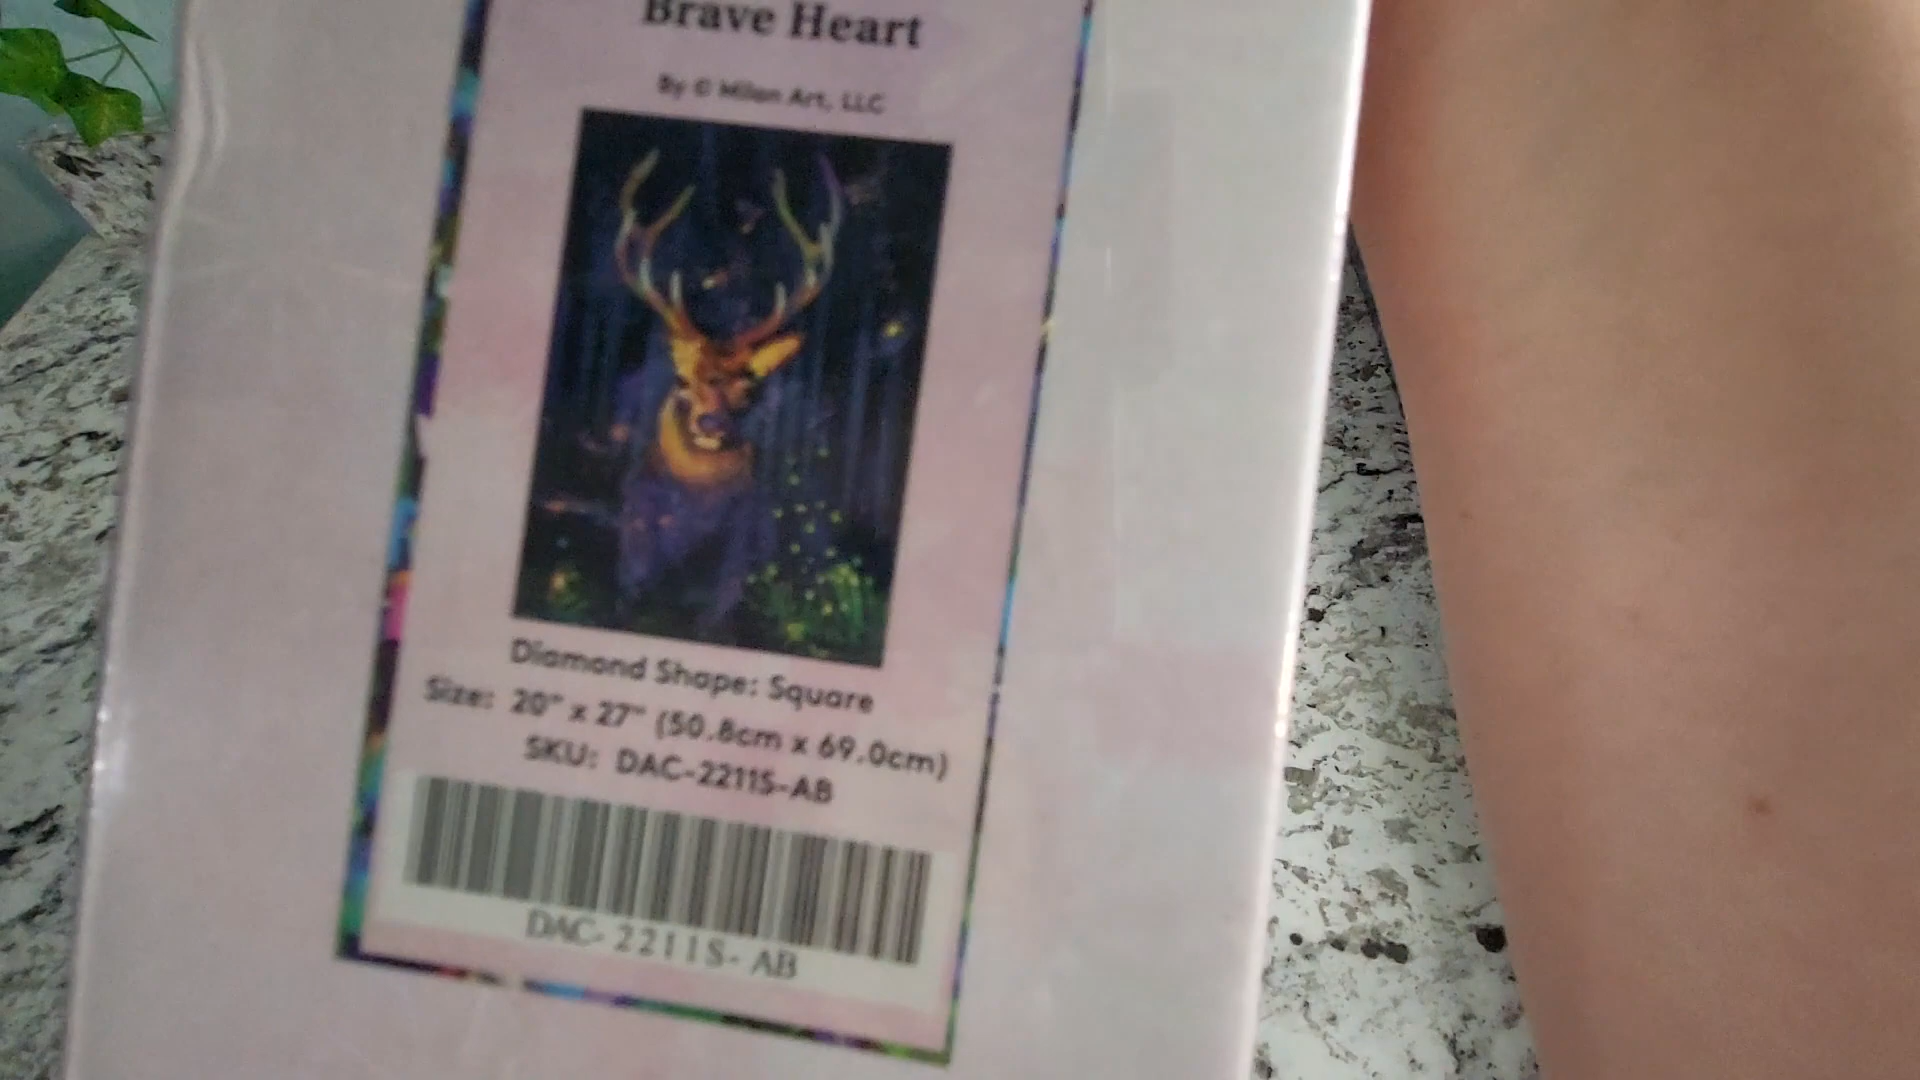 Brave Heart
By © Milan Art, LLC
Diamond Shape: Square
Size: 20" x 27" (50.8cm x 69.0cm)
SKU: DAC-2211S-AB
DAC-2211S-AB